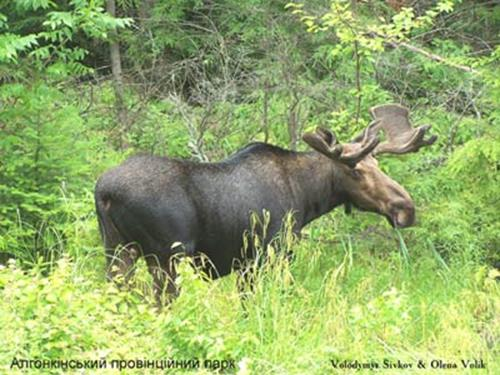 Алгонкінський провінційний парк
Volodymyr Sivkov & Olena Volik